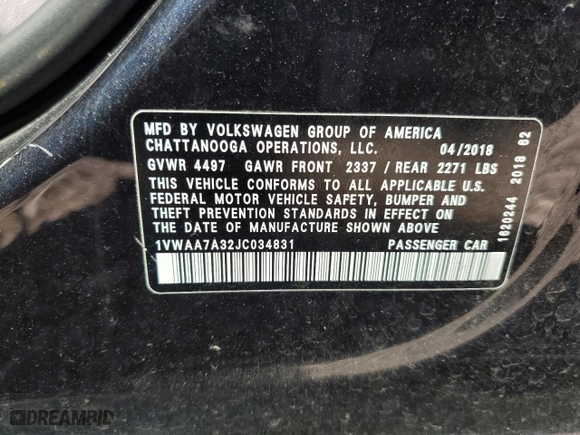 MFD BY VOLKSWAGEN GROUP OF AMERICA
CHATTANOOGA OPERATIONS, LLC. 04/2018
GVWR 4497 GAWR FRONT 2337 / REAR 2271 LBS
THIS VEHICLE CONFORMS TO ALL APPLICABLE U.S.
FEDERAL MOTOR VEHICLE SAFETY, BUMPER AND
THEFT PREVENTION STANDARDS IN EFFECT ON
THE DATE OF MANUFACTURE SHOWN ABOVE.
1VWAA7A32JC034831 PASSENGER CAR
1620244 2018 62
DREAMBID